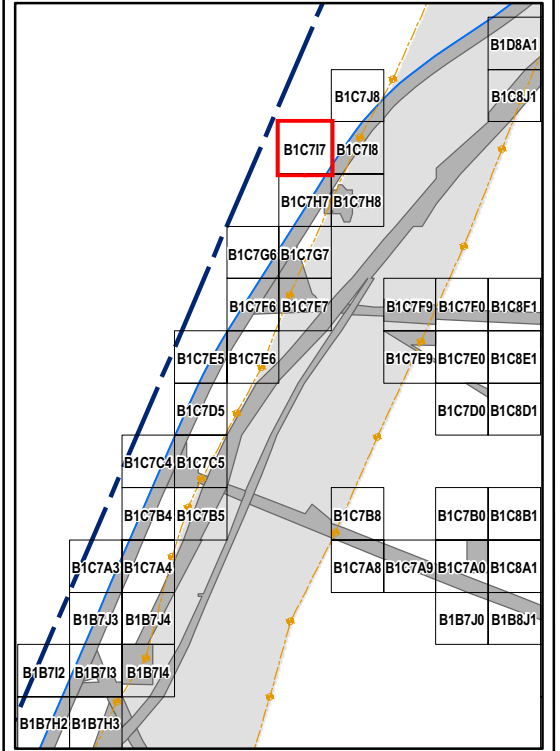 B1D8A1
B1C7J8 B1C8J1
B1C7I7 B1C7I8
B1C7H7 B1C7H8
B1C7G6 B1C7G7
B1C7F6 B1C7F7 B1C7F9 B1C7F0 B1C8F1
B1C7E5 B1C7E6 B1C7E9 B1C7E0 B1C8E1
B1C7D5 B1C7D0 B1C8D1
B1C7C4 B1C7C5
B1C7B4 B1C7B5 B1C7B8 B1C7B0 B1C8B1
B1C7A3 B1C7A4 B1C7A8 B1C7A9 B1C7A0 B1C8A1
B1B7J3 B1B7J4 B1B7J0 B1B8J1
B1B7I2 B1B7I3 B1B7I4
B1B7H2 B1B7H3